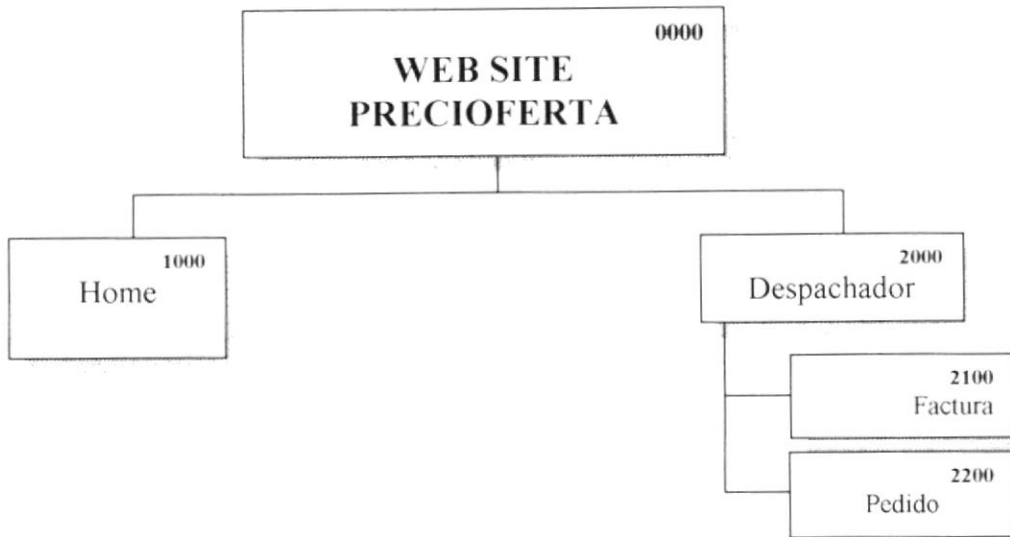 0000
WEB SITE
PRECIOFERTA
1000
Home
2000
Despachador
2100
Factura
2200
Pedido